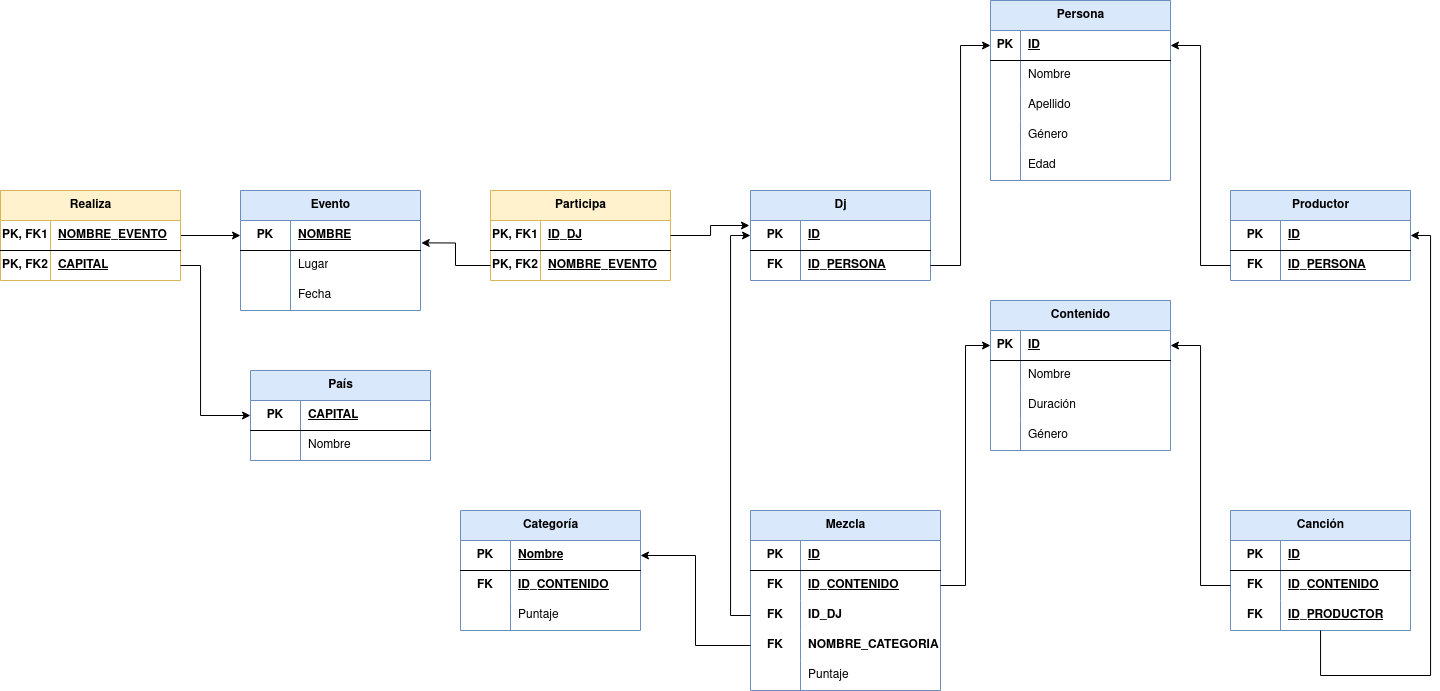 Persona
PK ID
Nombre
Apellido
Género
Edad
Realiza
PK, FK1 NOMBRE_EVENTO
PK, FK2 CAPITAL
Evento
PK NOMBRE
Lugar
Fecha
Participa
PK, FK1 ID_DJ
PK, FK2 NOMBRE_EVENTO
Dj
PK ID
FK ID_PERSONA
Productor
PK ID
FK ID_PERSONA
Contenido
PK ID
Nombre
Duración
Género
País
PK CAPITAL
Nombre
Categoría
PK Nombre
FK ID_CONTENIDO
Puntaje
Mezcla
PK ID
FK ID_CONTENIDO
FK ID_DJ
FK NOMBRE_CATEGORIA
Puntaje
Canción
PK ID
FK ID_CONTENIDO
FK ID_PRODUCTOR